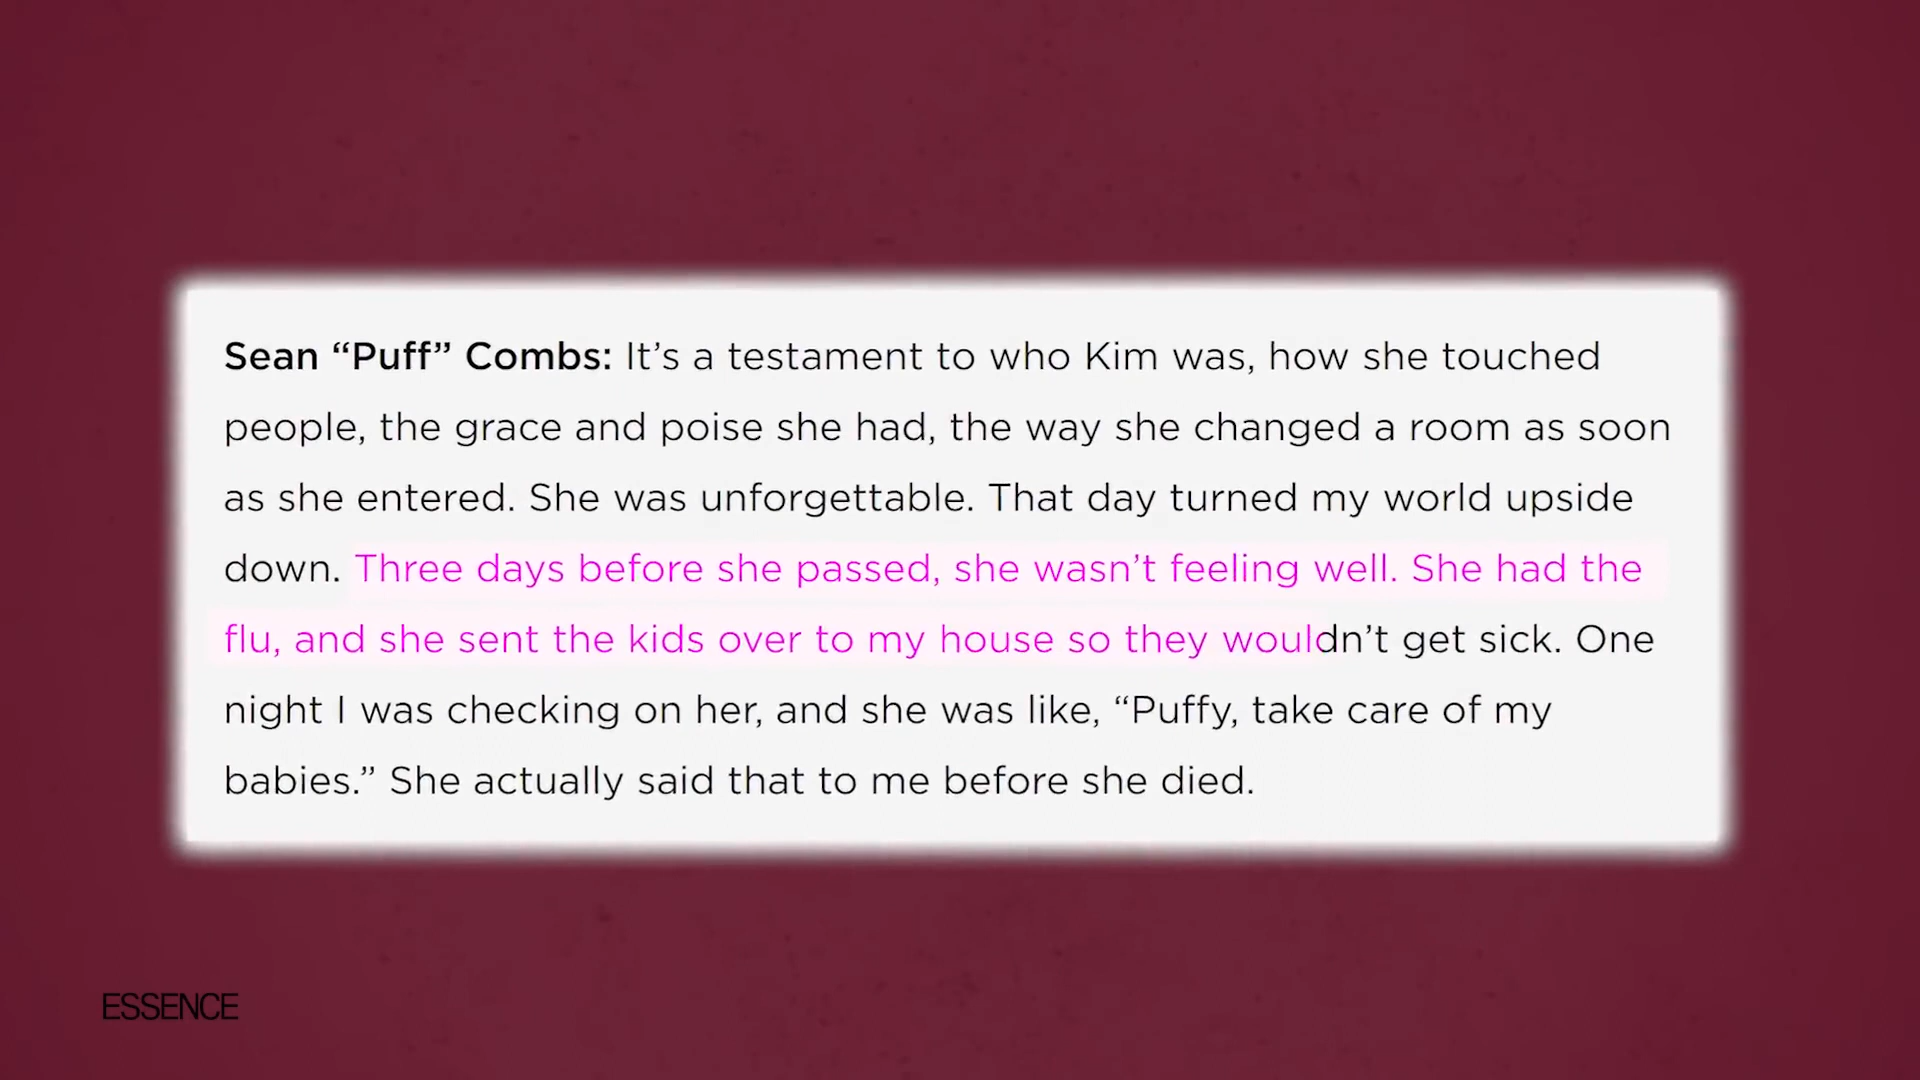 Sean “Puff” Combs: It’s a testament to who Kim was, how she touched
people, the grace and poise she had, the way she changed a room as soon
as she entered. She was unforgettable. That day turned my world upside
down. Three days before she passed, she wasn’t feeling well. She had the
flu, and she sent the kids over to my house so they wouldn’t get sick. One
night I was checking on her, and she was like, “Puffy, take care of my
babies.” She actually said that to me before she died.
ESSENCE